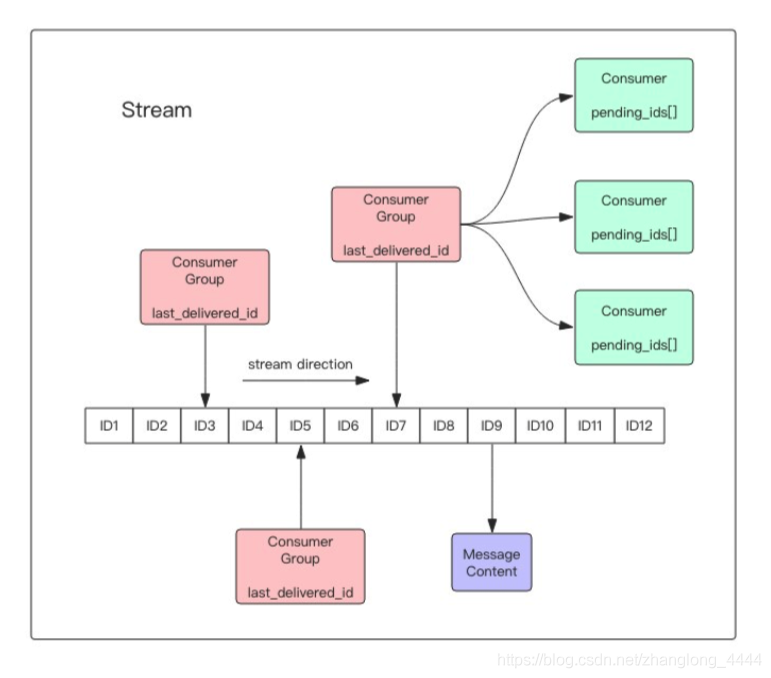 Stream
Consumer
pending_ids[]
Consumer
Group
last_delivered_id
Consumer
pending_ids[]
Consumer
Group
last_delivered_id
Consumer
pending_ids[]
stream direction
ID1 ID2 ID3 ID4 ID5 ID6 ID7 ID8 ID9 ID10 ID11 ID12
Consumer
Group
last_delivered_id
Message
Content
https://blog.csdn.net/zhanglong_4444